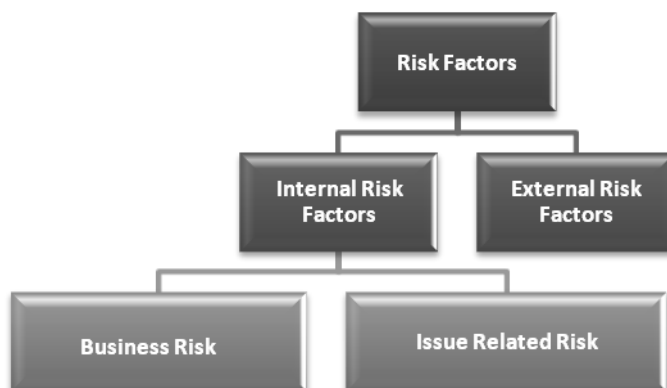 Risk Factors
Internal Risk
Factors
External Risk
Factors
Business Risk
Issue Related Risk